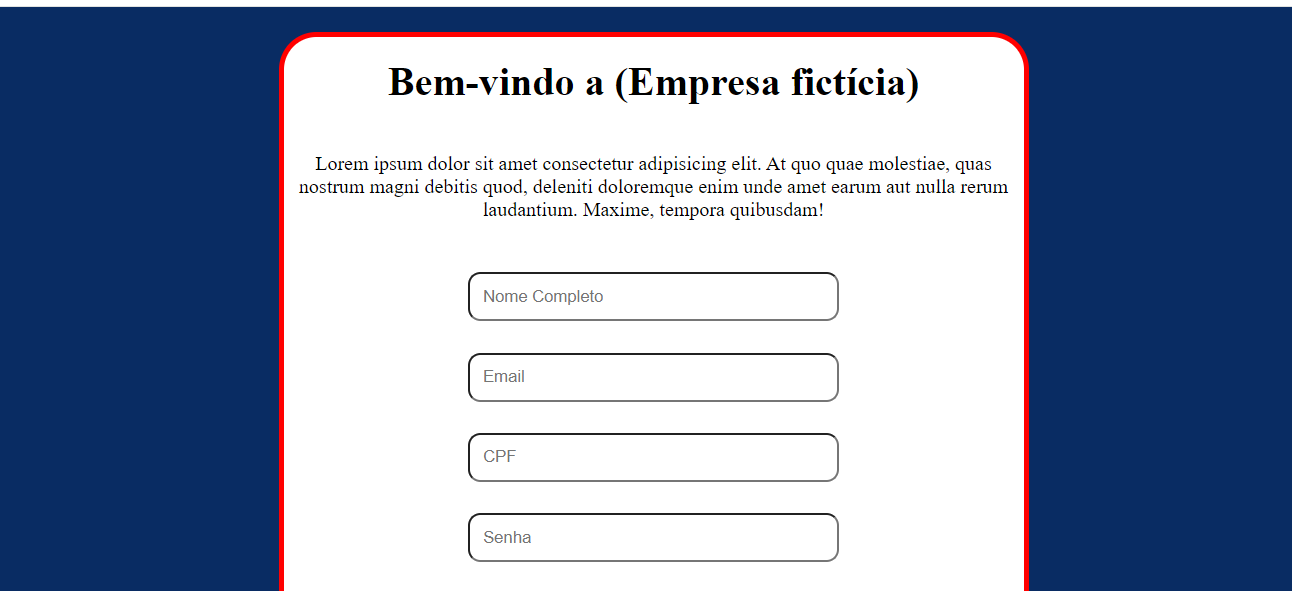 Bem-vindo a (Empresa fictícia)
Lorem ipsum dolor sit amet consectetur adipisicing elit. At quo quae molestiae, quas
nostrum magni debitis quod, deleniti doloremque enim unde amet earum aut nulla rerum
laudantium. Maxime, tempora quibusdam!
Nome Completo
Email
CPF
Senha